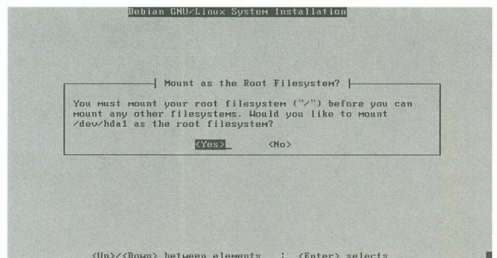 Debian GNU/Linux System Installation
Mount as the Root Filesystem?
You must mount your root filesystem ("/") before you can
mount any other filesystems. Would you like to mount
/dev/hda1 as the root filesystem?
<Yes> <No>
<Up>/<Down> between elements | <Enter> selects